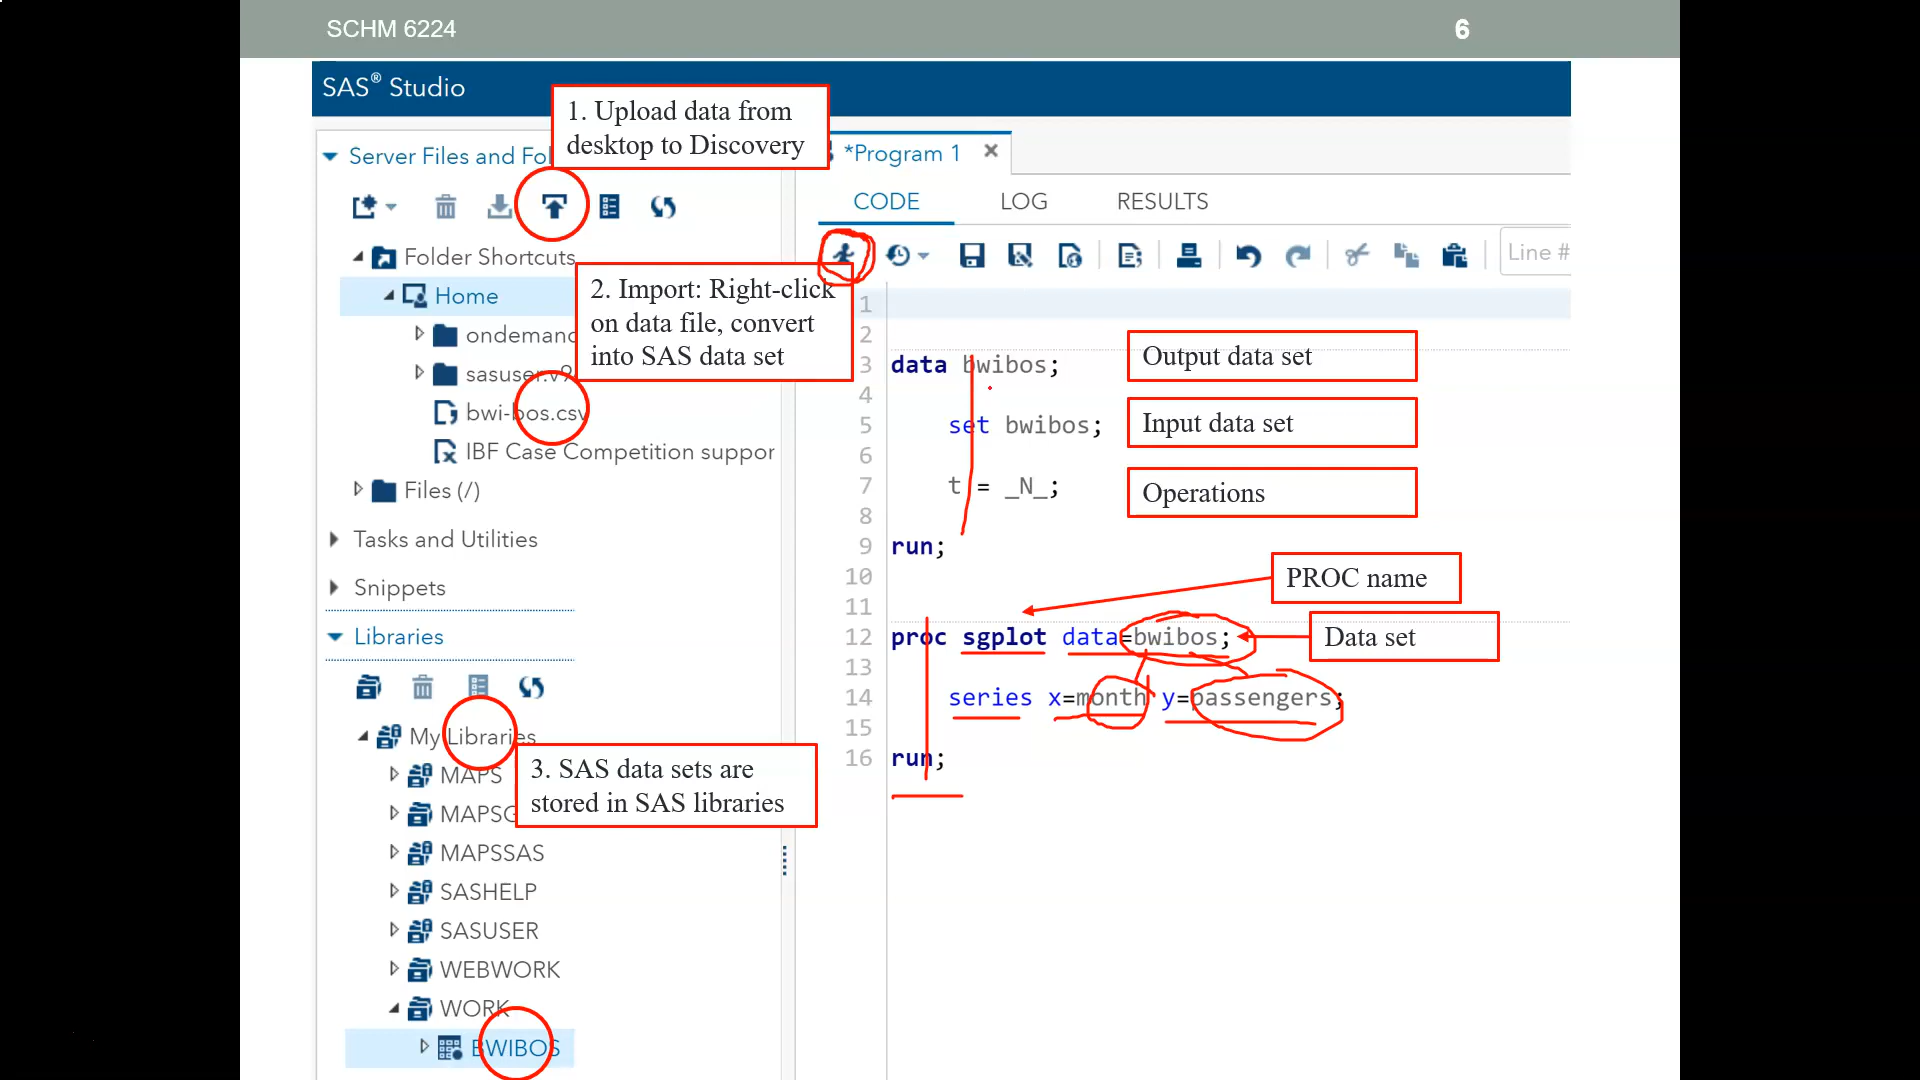 SCHM 6224
6
SAS® Studio
1. Upload data from
desktop to Discovery
Server Files and Fol
*Program 1
CODE LOG RESULTS
Line #
Folder Shortcuts
Home
2. Import: Right-click
on data file, convert
into SAS data set
ondemand
sasuser.v9
bwi-bos.csv
IBF Case Competition suppor
Files (/)
Tasks and Utilities
Snippets
Libraries
My Libraries
MAPS
3. SAS data sets are
stored in SAS libraries
MAPSG
MAPSSAS
SASHELP
SASUSER
WEBWORK
WORK
BWIBOS
1
2
3 data bwibos;
Output data set
4
5 set bwibos;
Input data set
6
7 t = _N_;
Operations
8
9 run;
10
PROC name
11
12 proc sgplot data=bwibos;
Data set
13
14 series x=month y=passengers;
15
16 run;